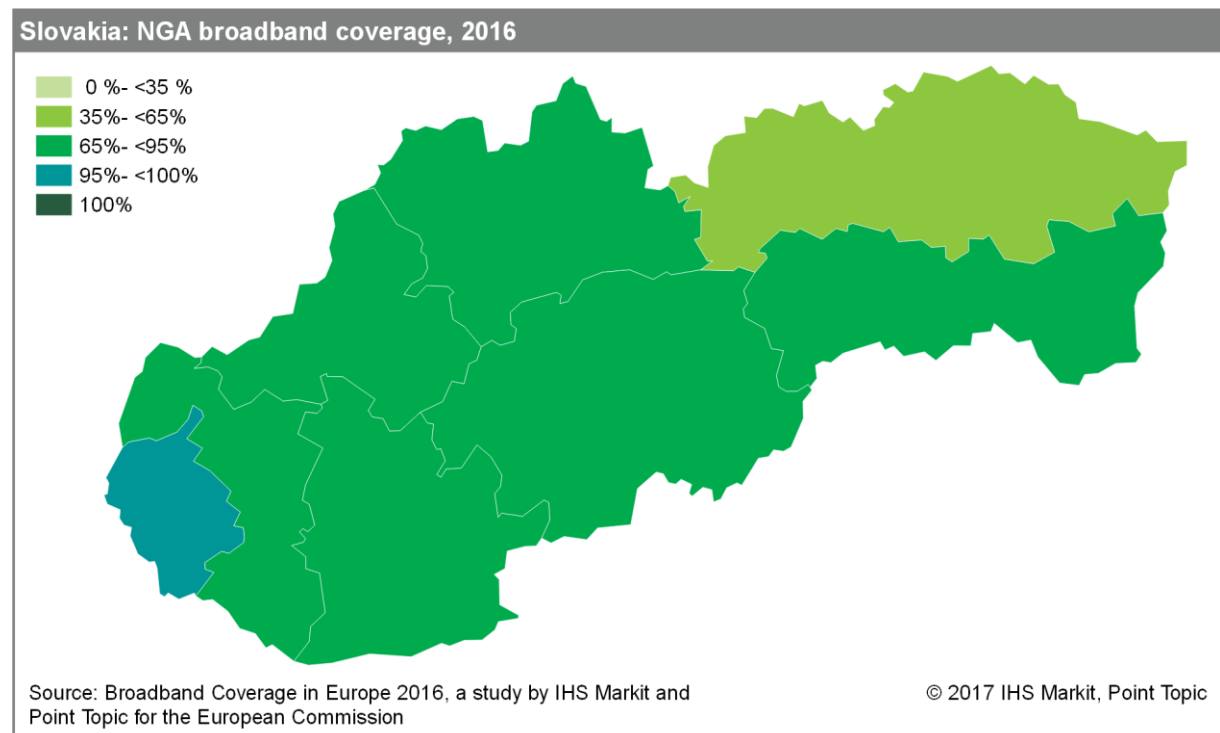 Slovakia: NGA broadband coverage, 2016
0 %- <35 %
35%- <65%
65%- <95%
95%- <100%
100%
Source: Broadband Coverage in Europe 2016, a study by IHS Markit and
Point Topic for the European Commission
© 2017 IHS Markit, Point Topic